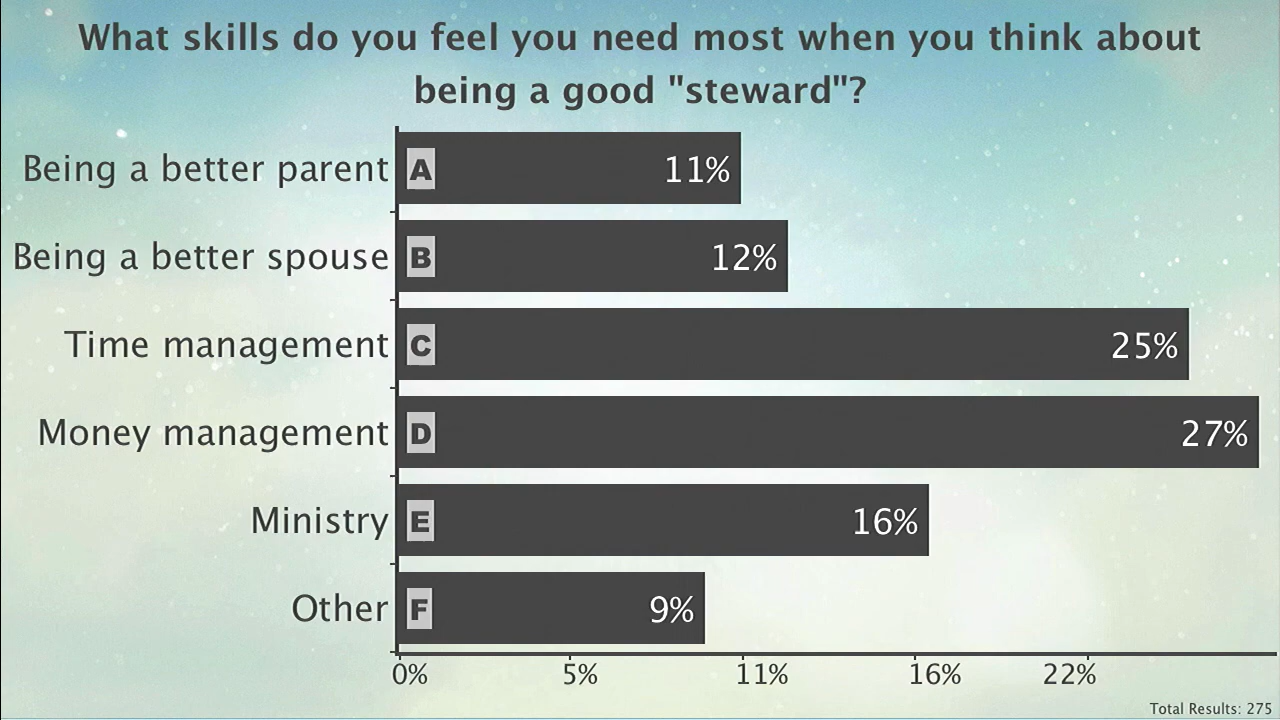 What skills do you feel you need most when you think about
being a good "steward"?
Being a better parent A 11%
Being a better spouse B 12%
Time management C 25%
Money management D 27%
Ministry E 16%
Other F 9%
0% 5% 11% 16% 22%
Total Results: 275